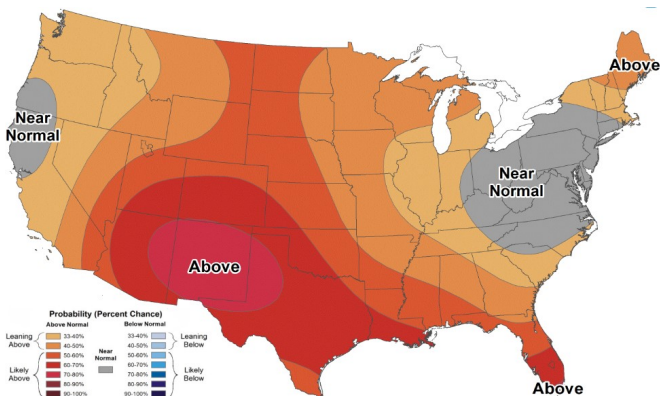 Above
Near
Normal
Near
Normal
Above
Above
Probability (Percent Chance)
Above Normal Below Normal
Leaning
Above
33-40%
40-50%
50-60%
60-70%
70-80%
80-90%
90-100%
Likely
Above
Near
Normal
33-40%
40-50%
50-60%
60-70%
70-80%
80-90%
90-100%
Leaning
Below
Likely
Below